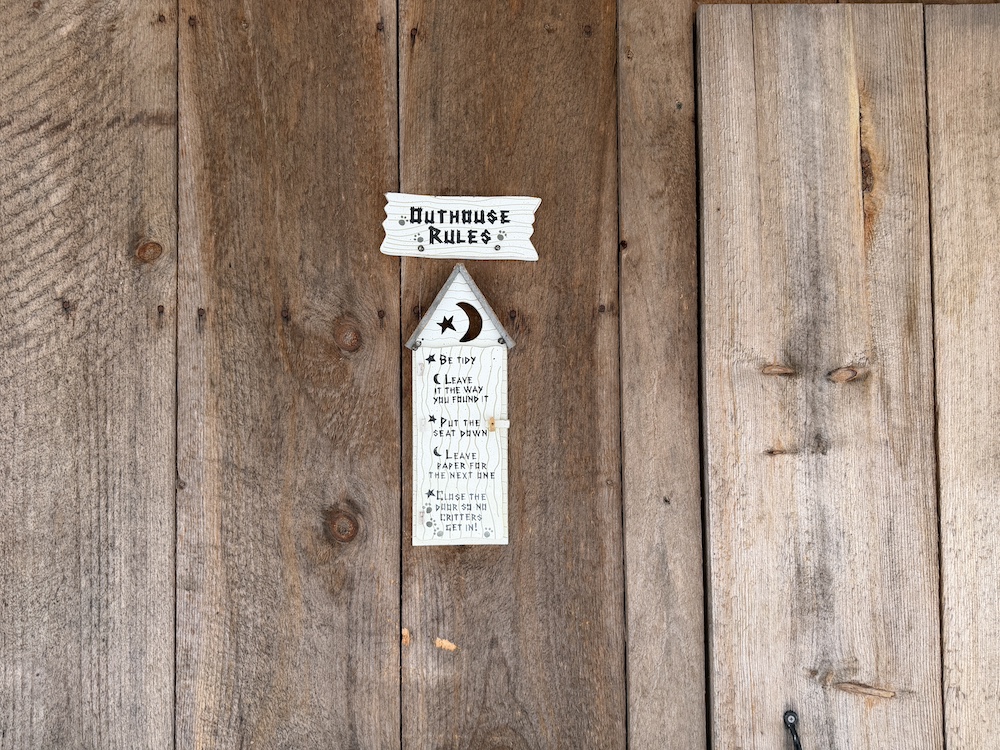 OUTHOUSE
RULES
BE TIDY
LEAVE
IT THE WAY
YOU FOUND IT
PUT THE
SEAT DOWN
LEAVE
PAPER FOR
THE NEXT ONE
CLOSE THE
DOOR SO NO
CRITTERS
GET IN!